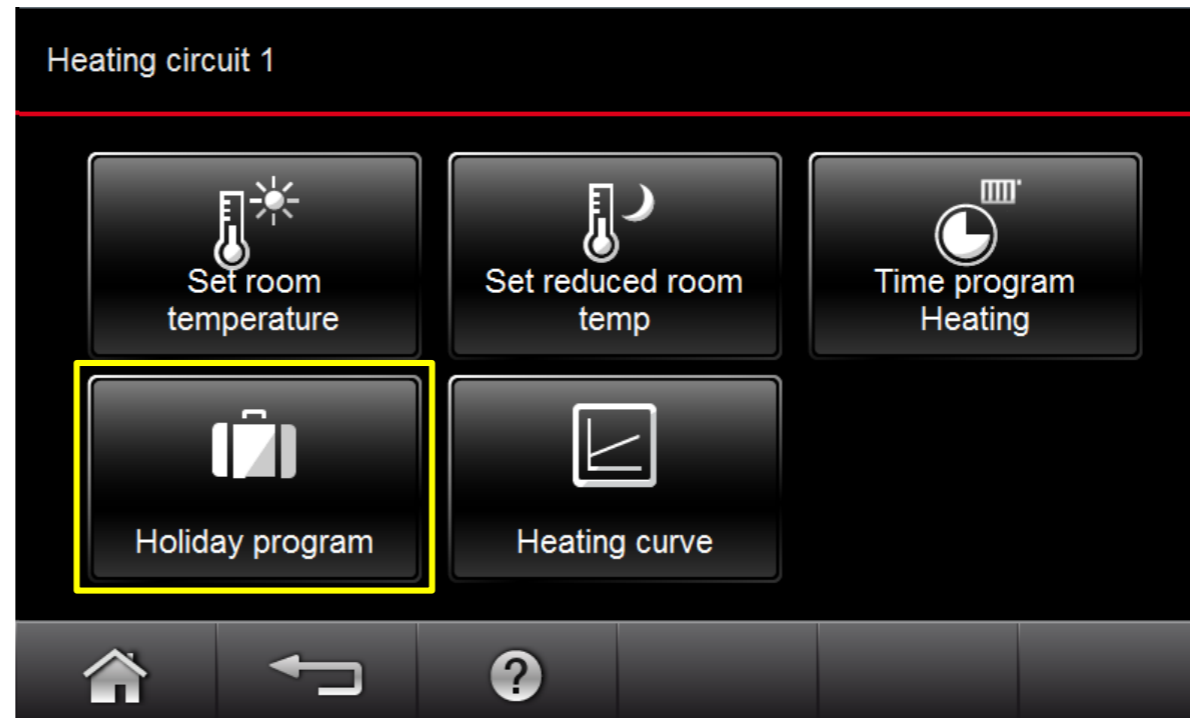 Heating circuit 1
Set room
temperature
Set reduced room
temp
Time program
Heating
Holiday program
Heating curve
?